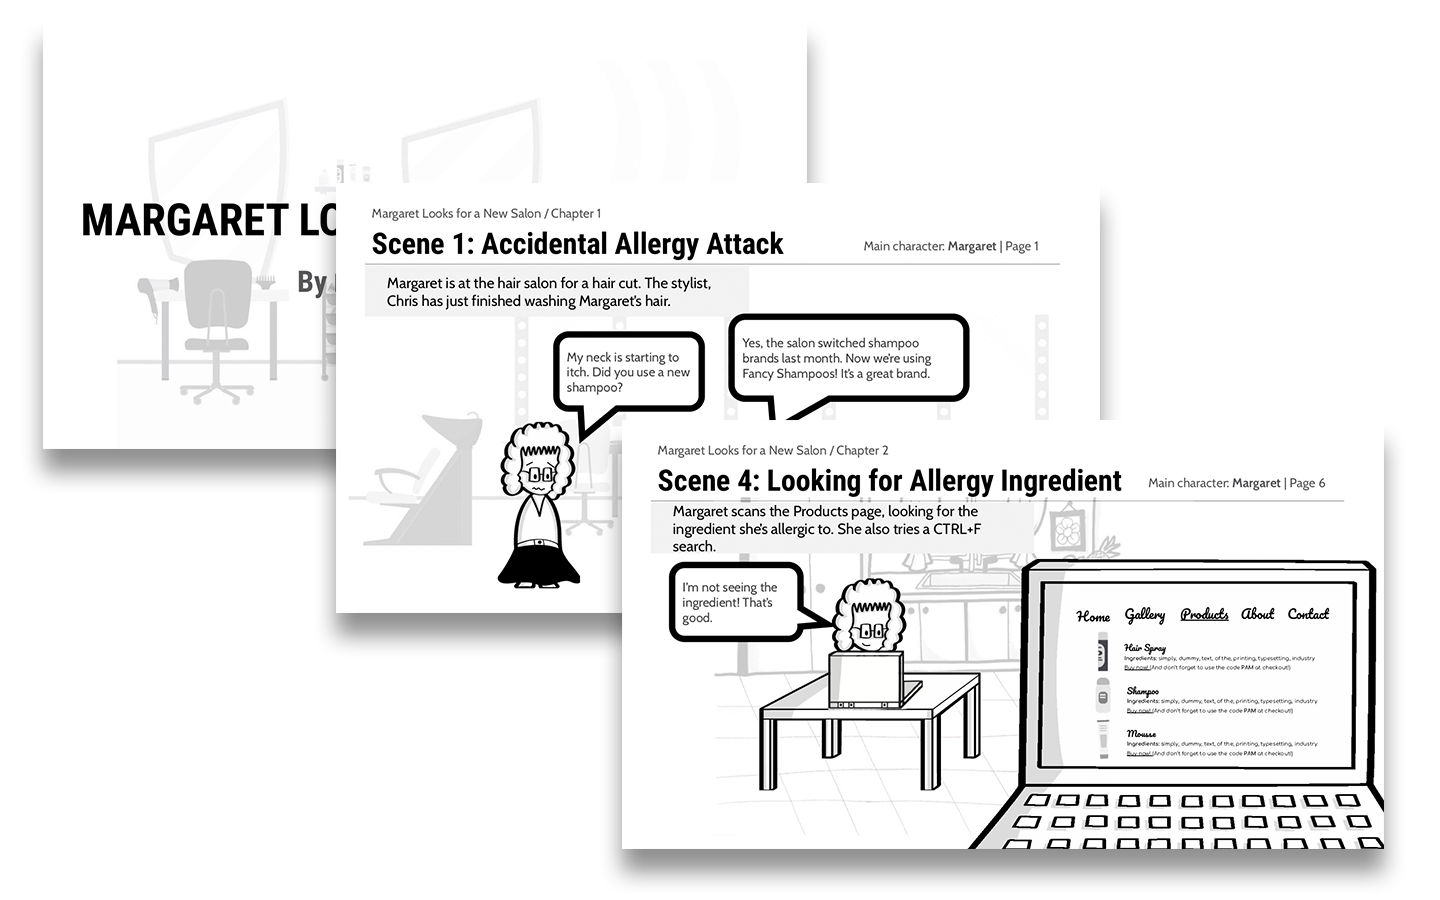 MARGARET LO
By
Margaret Looks for a New Salon / Chapter 1
Scene 1: Accidental Allergy Attack
Main character: Margaret | Page 1
Margaret is at the hair salon for a hair cut. The stylist,
Chris has just finished washing Margaret's hair.
My neck is starting to
itch. Did you use a new
shampoo?
Yes, the salon switched shampoo
brands last month. Now we're using
Fancy Shampoos! It's a great brand.
Margaret Looks for a New Salon / Chapter 2
Scene 4: Looking for Allergy Ingredient
Main character: Margaret | Page 6
Margaret scans the Products page, looking for the
ingredient she's allergic to. She also tries a CTRL+F
search.
I'm not seeing the
ingredient! That's
good.
Home Gallery Products About Contact
Hair Spray
Ingredients: simply, dummy, text, of the, printing, typesetting, industry
Buy now! (And don't forget to use the code PAM at checkout!)
Shampoo
Ingredients: simply, dummy, text, of the, printing, typesetting, industry
Buy now! (And don't forget to use the code PAM at checkout!)
Mousse
Ingredients: simply, dummy, text, of the, printing, typesetting, industry
Buy now! (And don't forget to use the code PAM at checkout!)